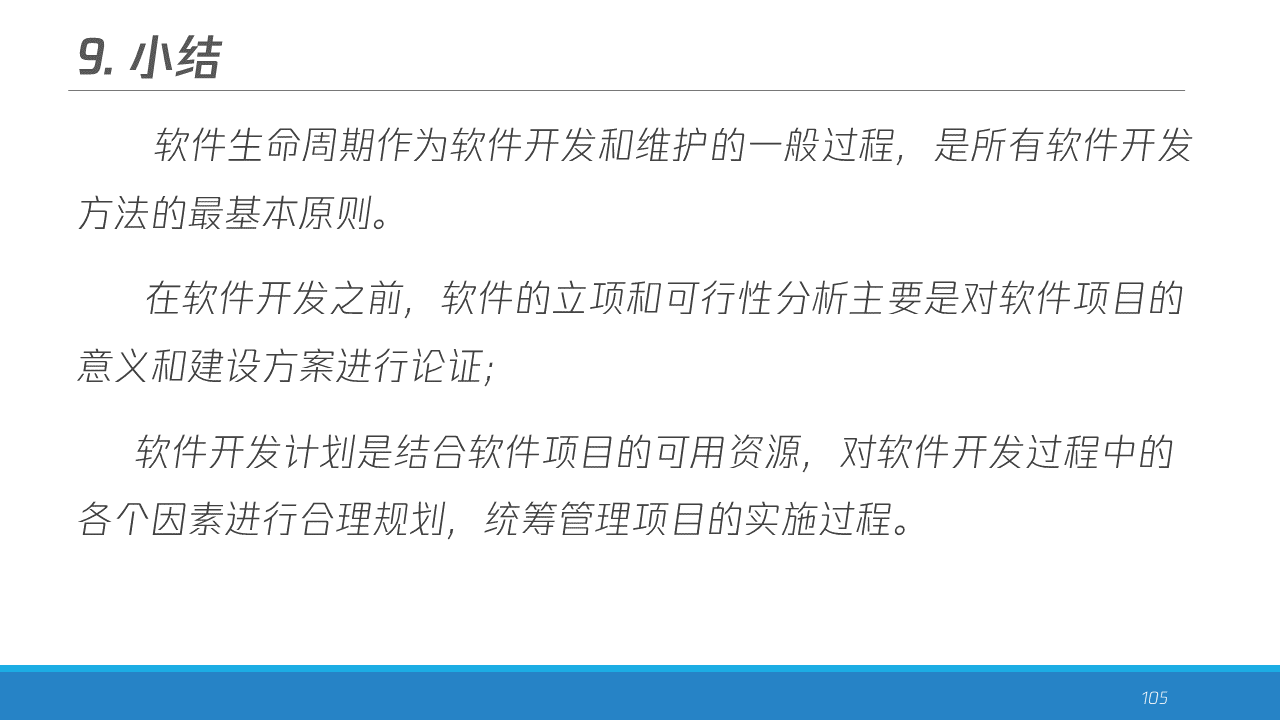 9. 小结
软件生命周期作为软件开发和维护的一般过程，是所有软件开发
方法的最基本原则。
在软件开发之前，软件的立项和可行性分析主要是对软件项目的
意义和建设方案进行论证；
软件开发计划是结合软件项目的可用资源，对软件开发过程中的
各个因素进行合理规划，统筹管理项目的实施过程。
105